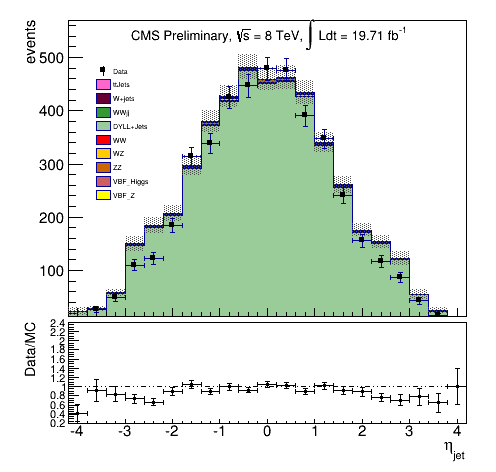 CMS Preliminary, √s = 8 TeV, ∫ Ldt = 19.71 fb⁻¹
events
500
400
300
200
100
Data
ttJets
W+jets
WWjj
DYLL+Jets
WW
WZ
ZZ
VBF_Higgs
VBF_Z
Data/MC
2.4
2.2
2
1.8
1.6
1.4
1.2
1
0.8
0.6
0.4
0.2
-4 -3 -2 -1 0 1 2 3 4
η_jet